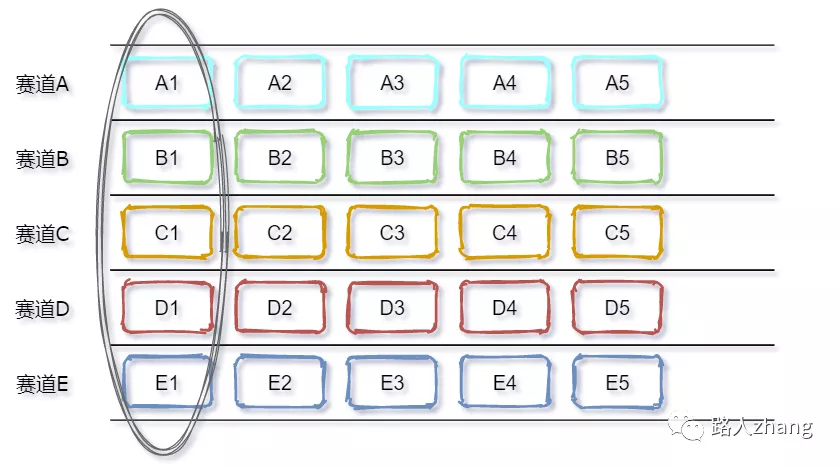 赛道A A1 A2 A3 A4 A5
赛道B B1 B2 B3 B4 B5
赛道C C1 C2 C3 C4 C5
赛道D D1 D2 D3 D4 D5
赛道E E1 E2 E3 E4 E5
路人zhang